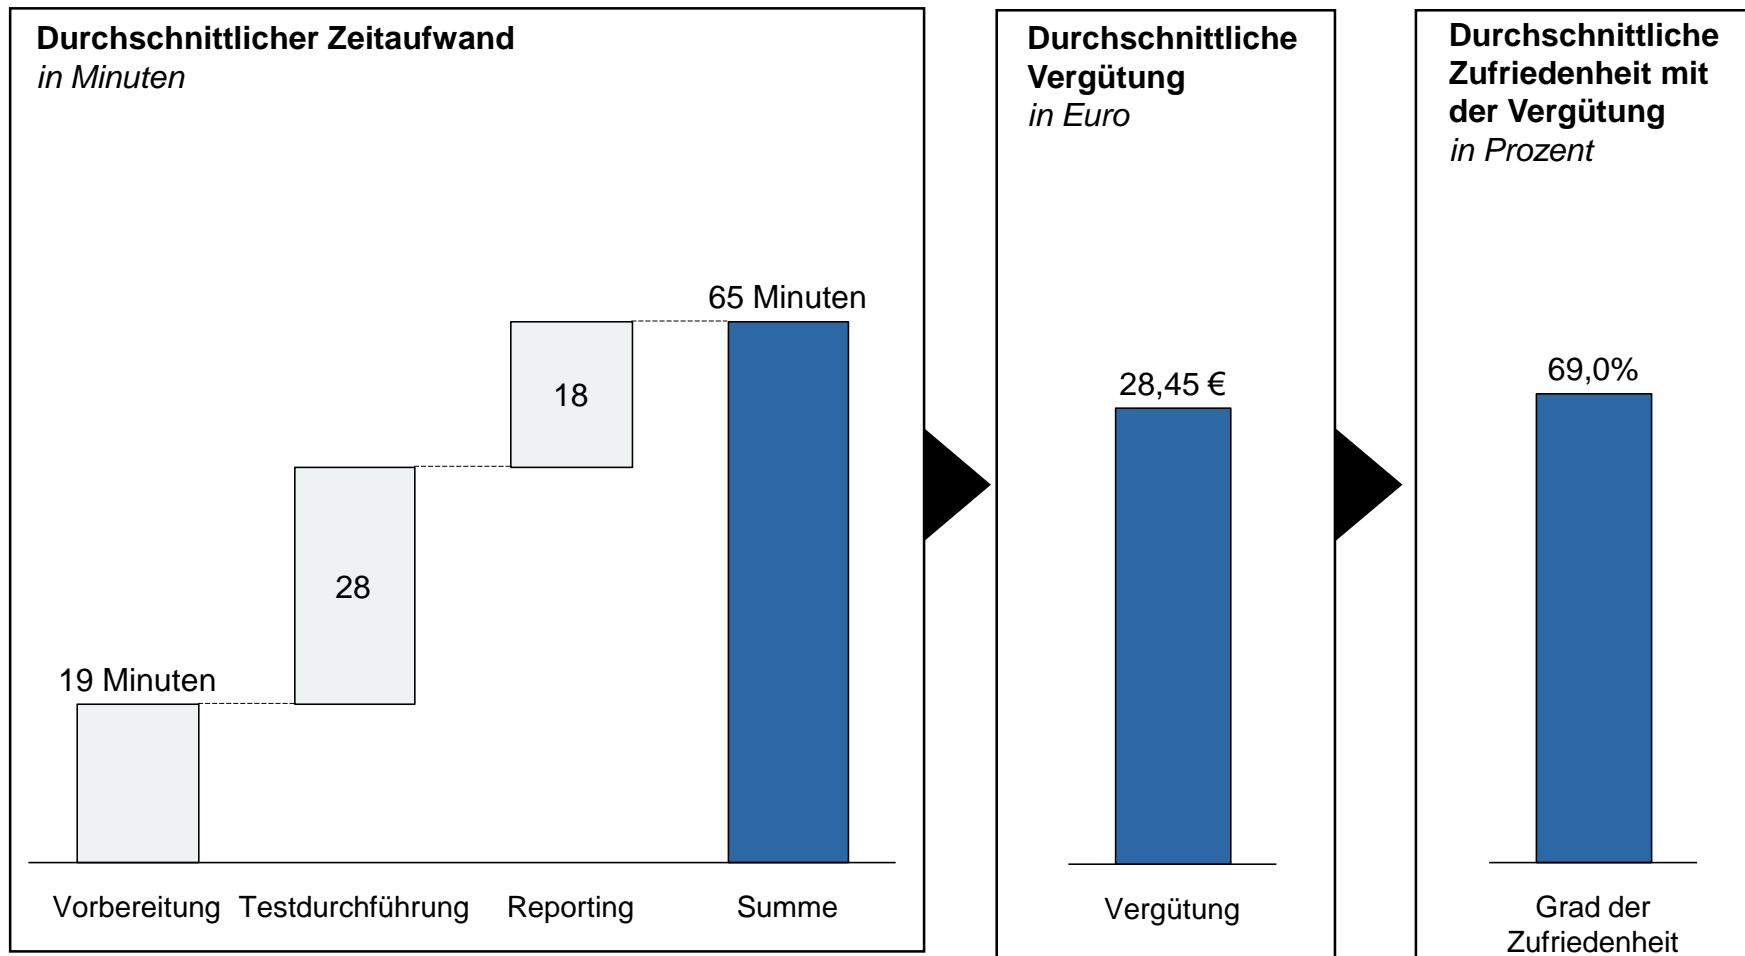 Durchschnittlicher Zeitaufwand
in Minuten
65 Minuten
18
28
19 Minuten
Vorbereitung
Testdurchführung
Reporting
Summe
Durchschnittliche
Vergütung
in Euro
28,45 €
Vergütung
Durchschnittliche
Zufriedenheit mit
der Vergütung
in Prozent
69,0%
Grad der
Zufriedenheit